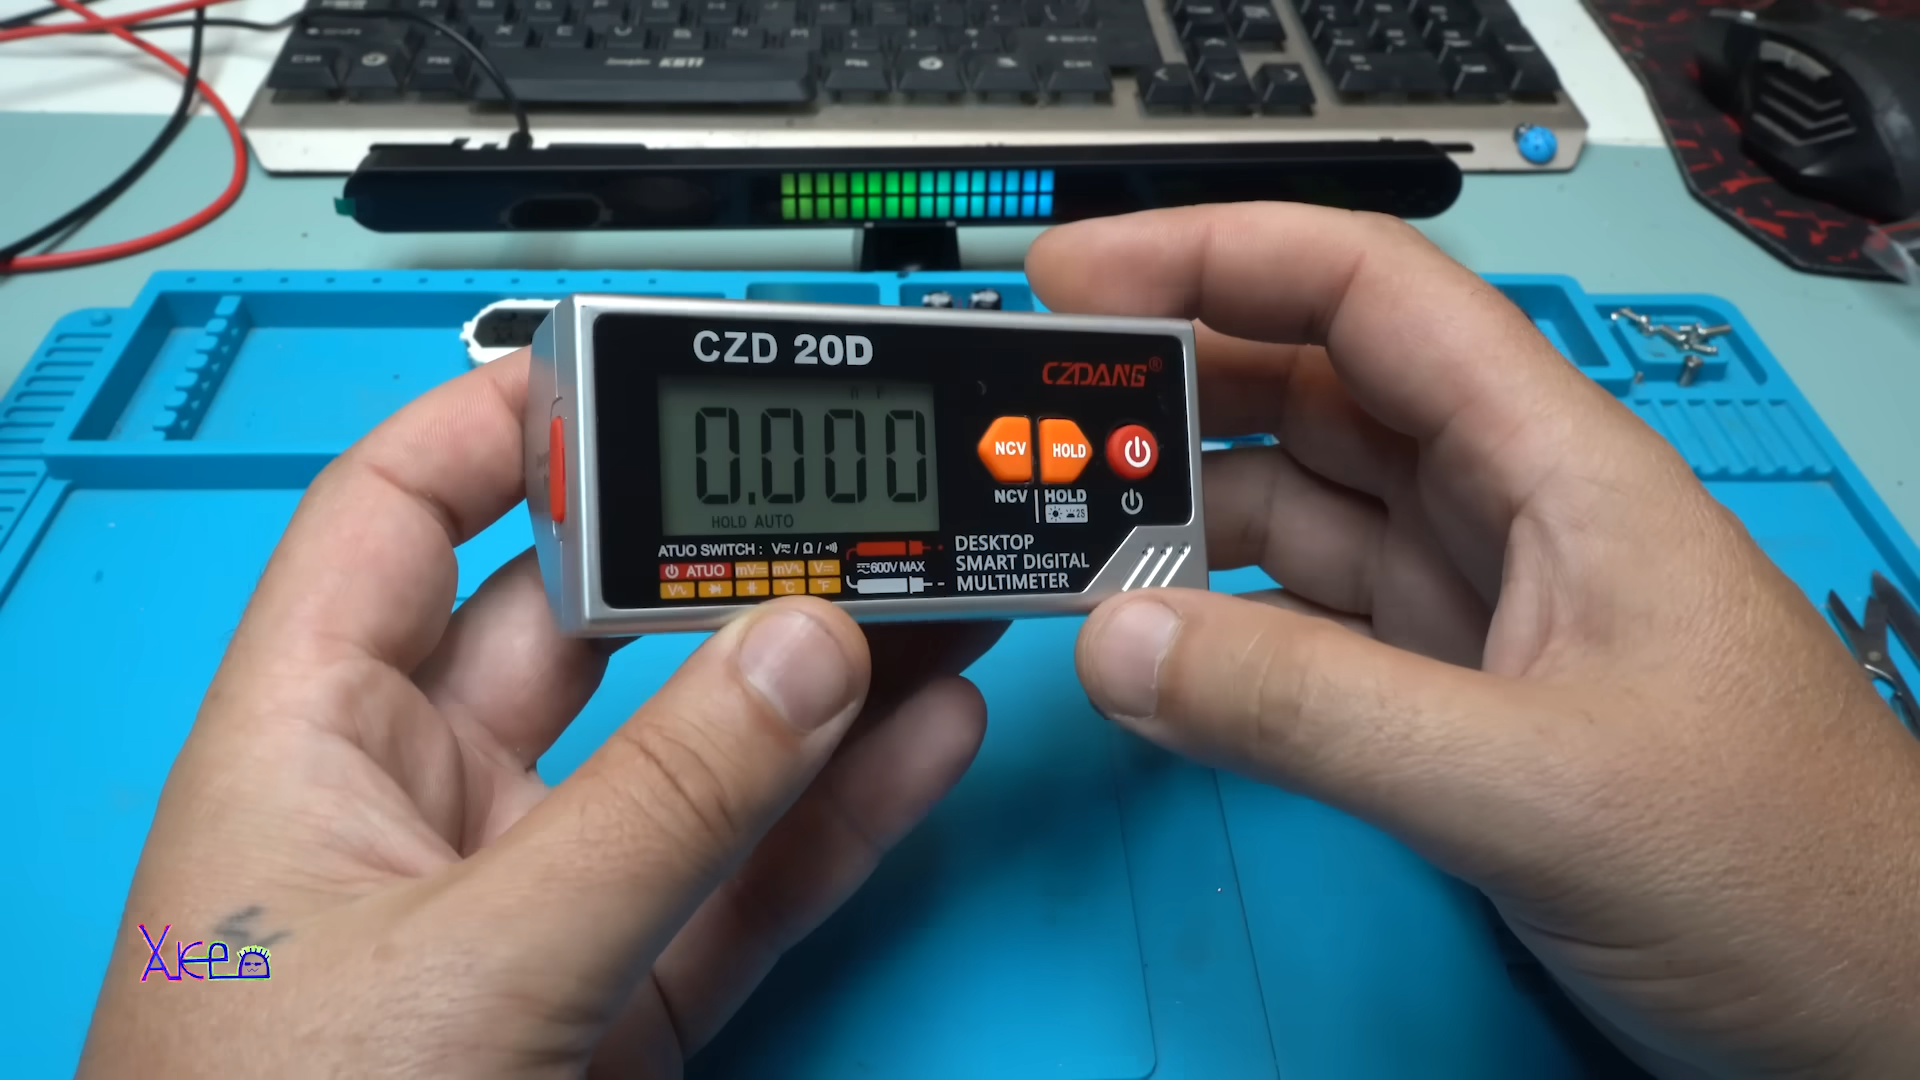 CZD 20D
CZDANG®
0.000
HOLD AUTO
NCV HOLD
NCV HOLD
2S
ATUO SWITCH : V / Ω /
ATUO mV mV V
V °C °F
600V MAX
DESKTOP
SMART DIGITAL
MULTIMETER